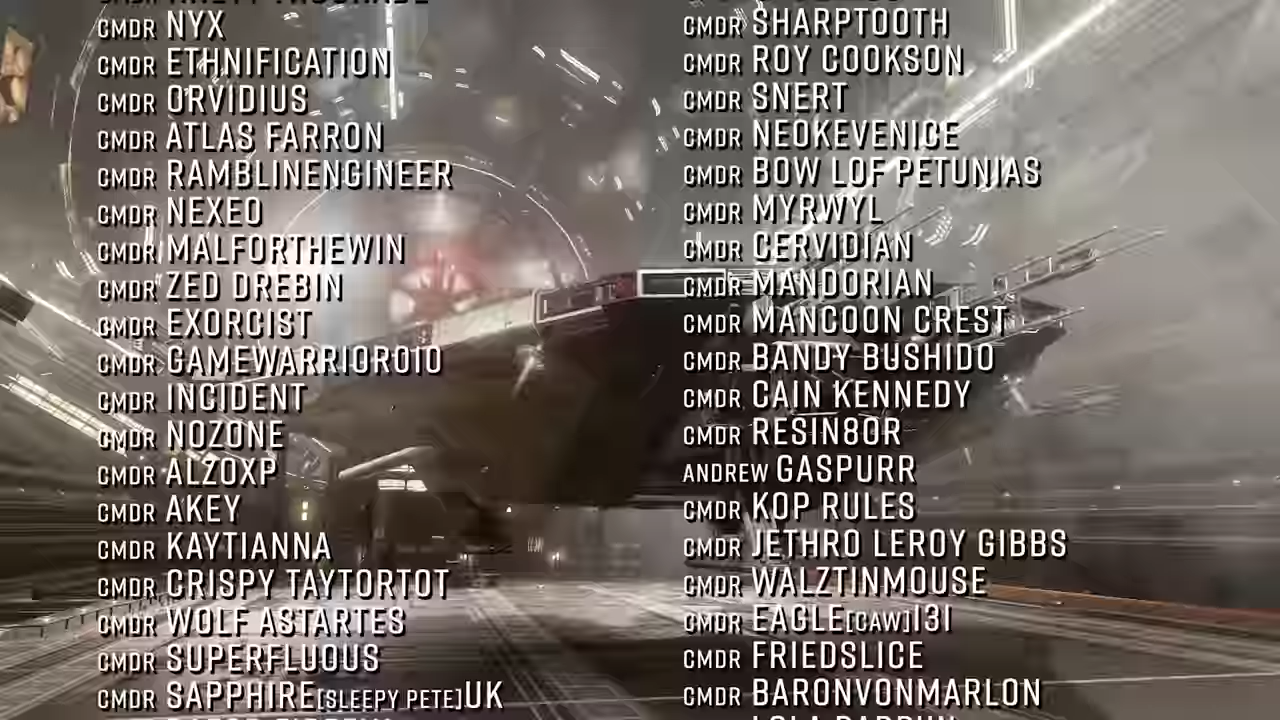 CMDR NYX
CMDR ETHNIFICATION
CMDR ORVIDIUS
CMDR ATLAS FARRON
CMDR RAMBLINENGINEER
CMDR NEXEO
CMDR MALFORTHEWIN
CMDR ZED DREBIN
CMDR EXORCIST
CMDR GAMEWARRIOR010
CMDR INCIDENT
CMDR NOZONE
CMDR ALZOXP
CMDR AKEY
CMDR KAYTIANNA
CMDR CRISPY TAYTORTOT
CMDR WOLF ASTARTES
CMDR SUPERFLUOUS
CMDR SAPPHIRE[SLEEPY PETE]UK
CMDR SHARPTOOTH
CMDR ROY COOKSON
CMDR SNERT
CMDR NEOKEVENICE
CMDR BOW LOF PETUNIAS
CMDR MYRWYL
CMDR CERVIDIAN
CMDR MANDORIAN
CMDR MANCOON CREST
CMDR BANDY BUSHIDO
CMDR CAIN KENNEDY
CMDR RESIN80R
ANDREW GASPURR
CMDR KOP RULES
CMDR JETHRO LEROY GIBBS
CMDR WALZTINMOUSE
CMDR EAGLE[CAW]131
CMDR FRIEDSLICE
CMDR BARONVONMARLON